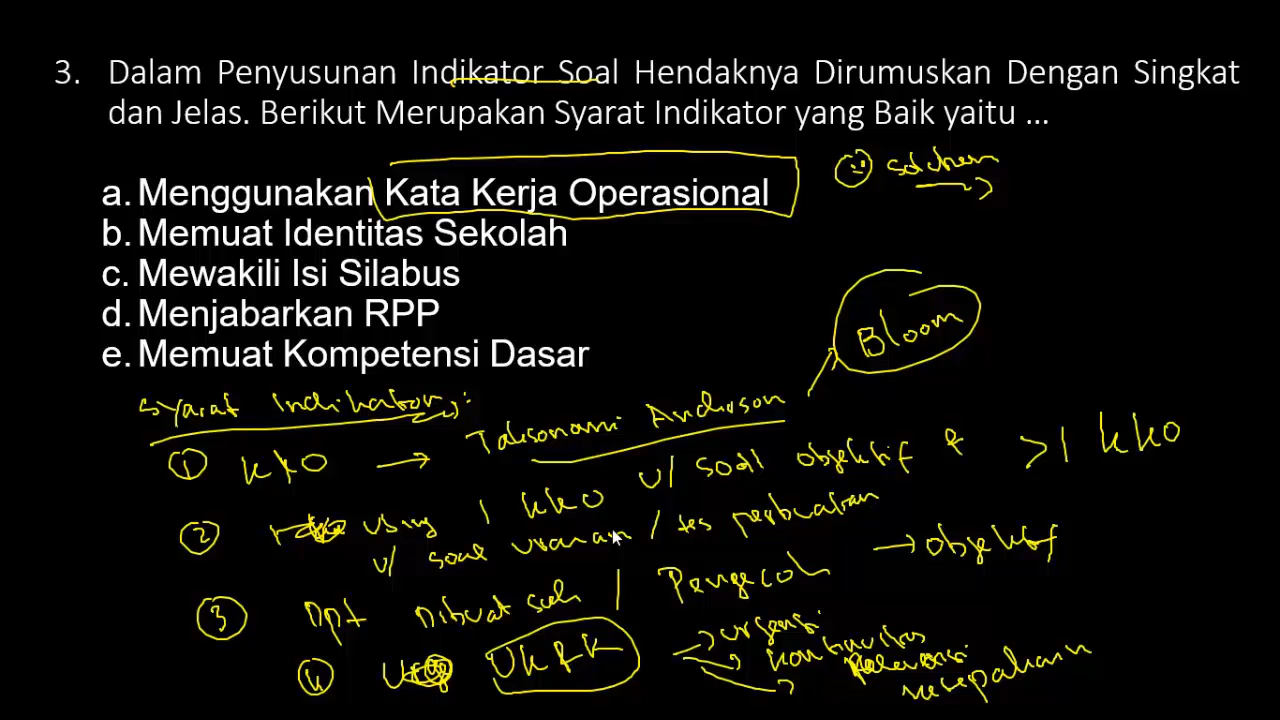 3. Dalam Penyusunan Indikator Soal Hendaknya Dirumuskan Dengan Singkat
dan Jelas. Berikut Merupakan Syarat Indikator yang Baik yaitu ...
a. Menggunakan Kata Kerja Operasional
b. Memuat Identitas Sekolah
c. Mewakili Isi Silabus
d. Menjabarkan RPP
e. Memuat Kompetensi Dasar
Bloom
Syarat Indikator:
① KKO → Taksonomi Anderson
② 1 KKO u/ soal objektif & >1 KKO
u/ soal uraian / tes perbuatan
③ Dpt Dibuat soal / Pengecoh → objektif
UKRK
urgensi
kontinuitas
Relevansi
keterpakaian